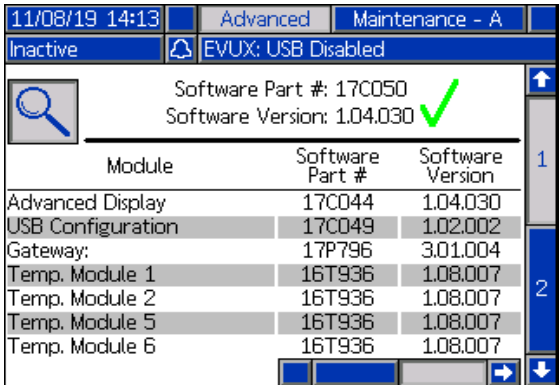 11/08/19 14:13 Advanced Maintenance - A
Inactive EVUX: USB Disabled
Software Part #: 17C050
Software Version: 1.04.030
Module Software Part # Software Version
Advanced Display 17C044 1.04.030
USB Configuration 17C049 1.02.002
Gateway: 17P796 3.01.004
Temp. Module 1 16T936 1.08.007
Temp. Module 2 16T936 1.08.007
Temp. Module 5 16T936 1.08.007
Temp. Module 6 16T936 1.08.007
1
2